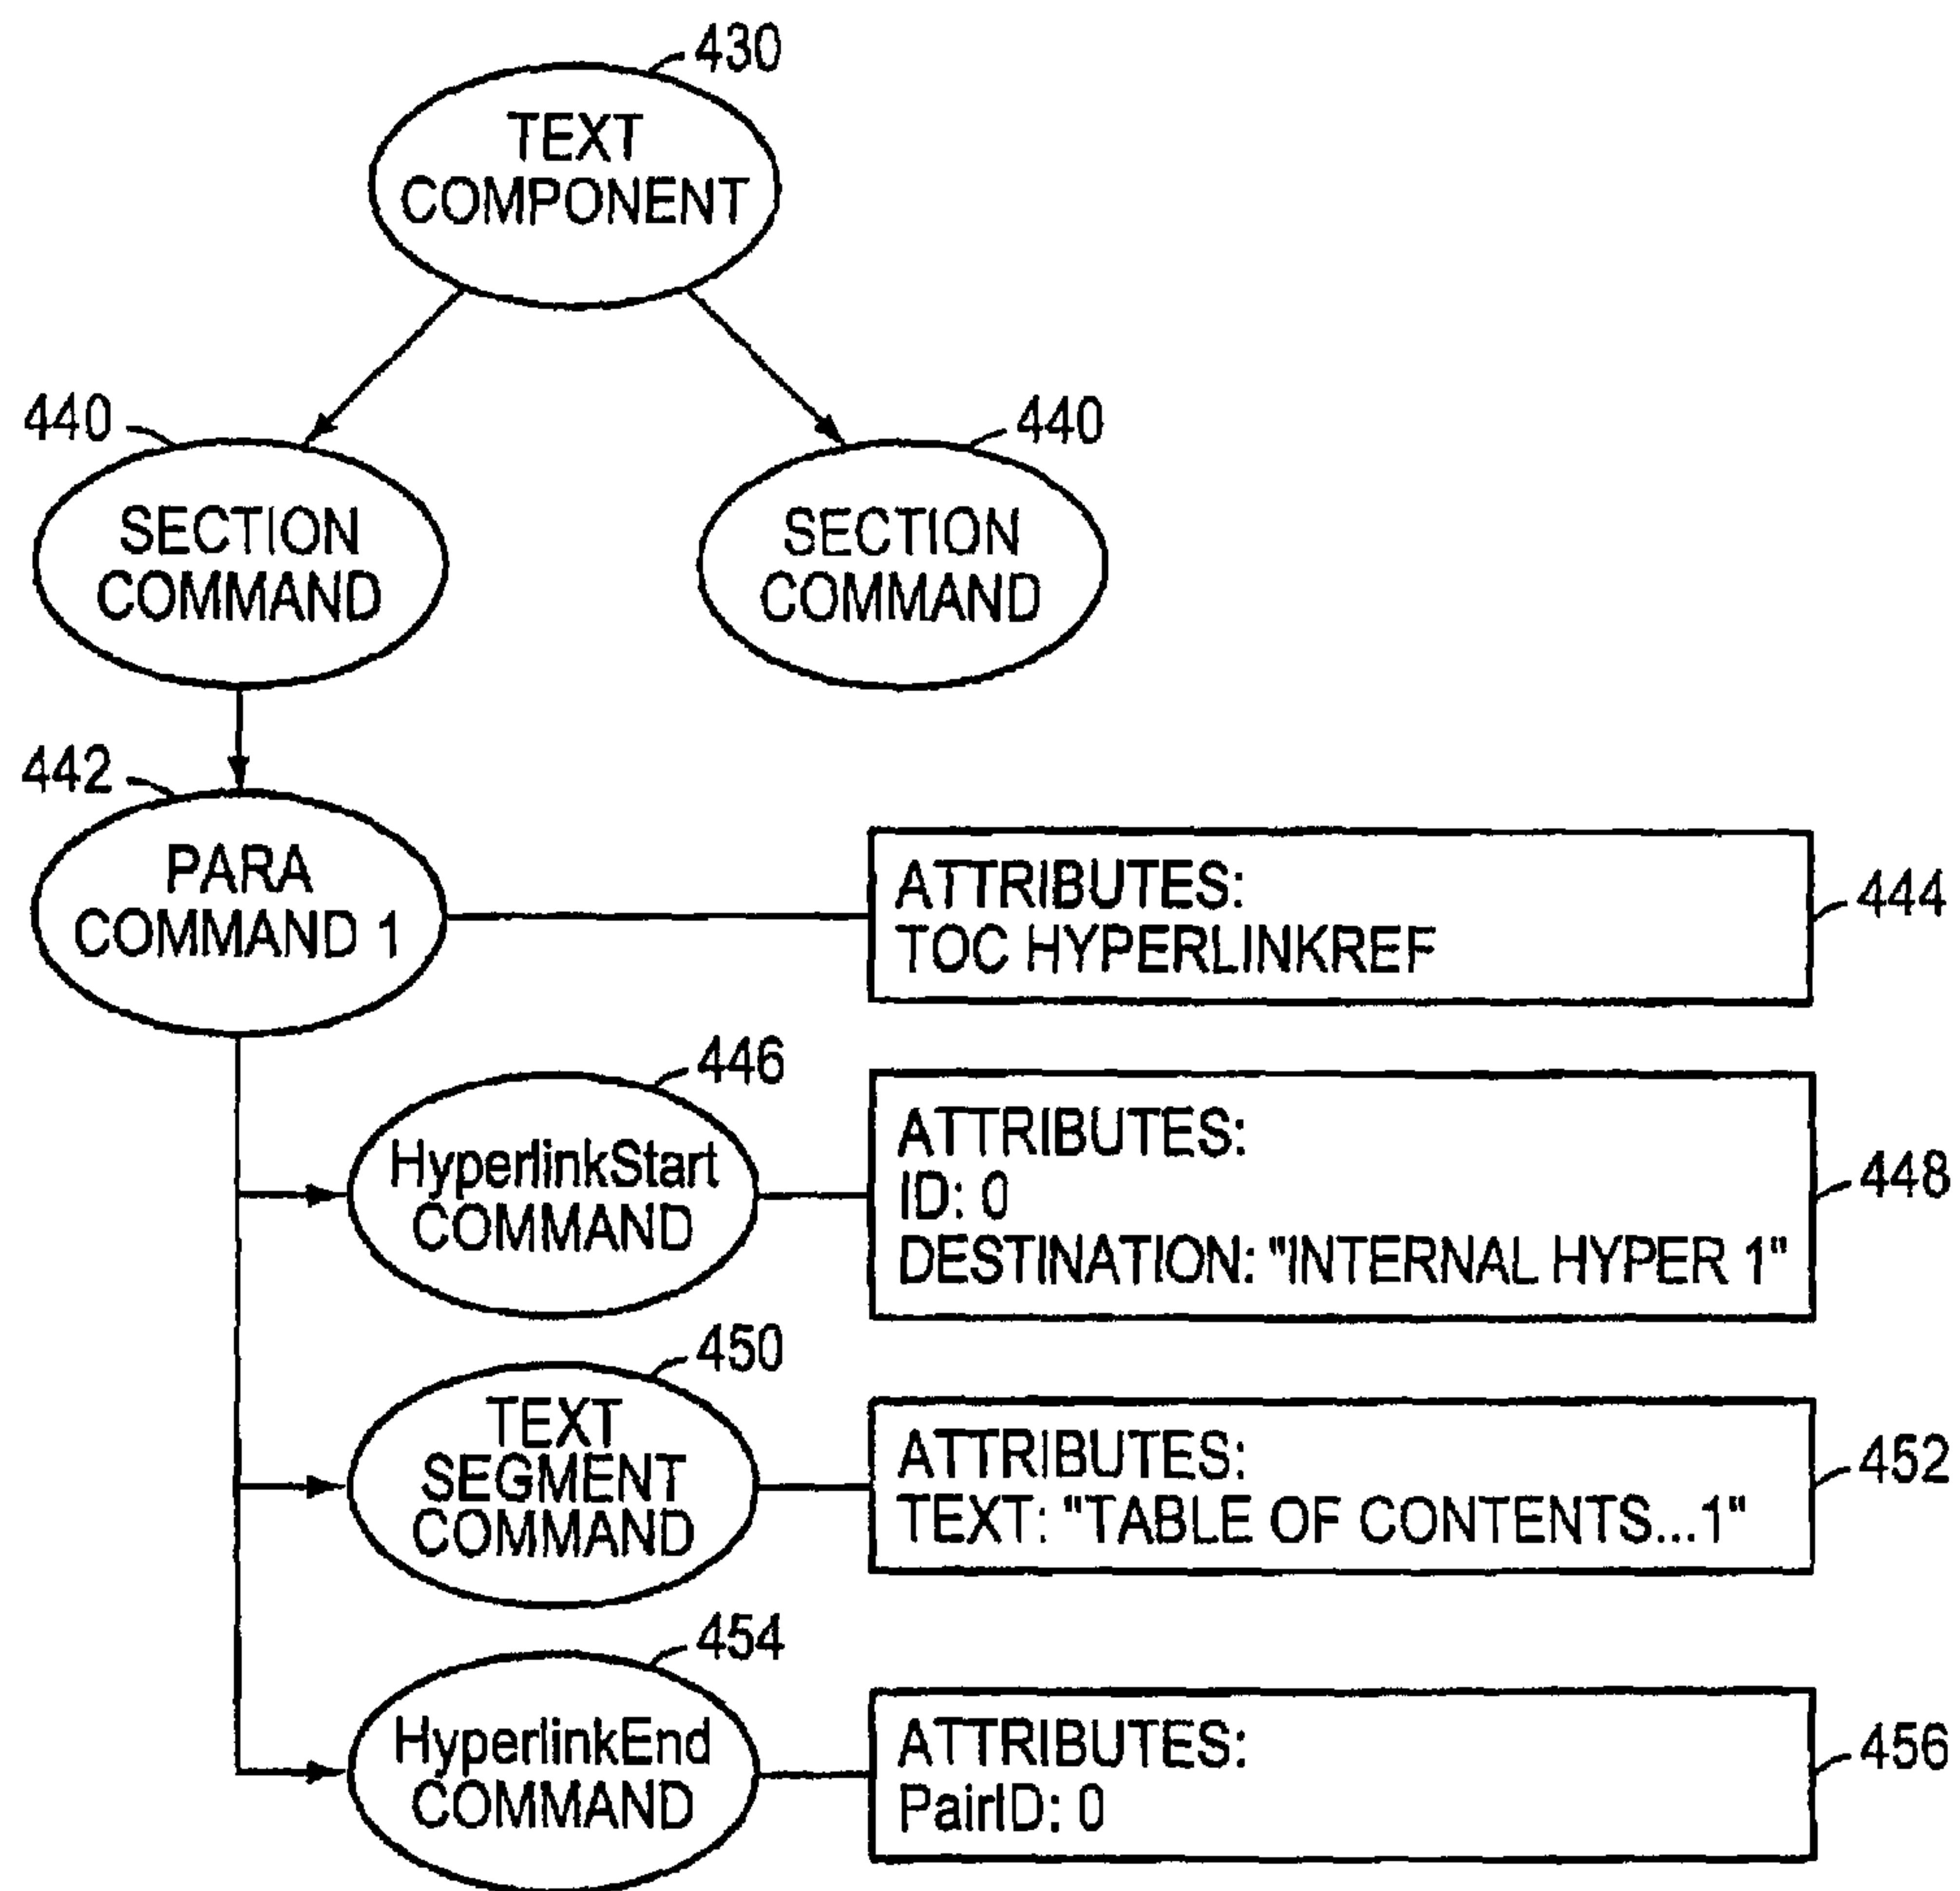 430
TEXT
COMPONENT
440
440
SECTION
COMMAND
SECTION
COMMAND
442
PARA
COMMAND 1
ATTRIBUTES:
TOC HYPERLINKREF
444
446
HyperlinkStart
COMMAND
ATTRIBUTES:
ID: 0
DESTINATION: "INTERNAL HYPER 1"
448
450
TEXT
SEGMENT
COMMAND
ATTRIBUTES:
TEXT: "TABLE OF CONTENTS...1"
452
454
HyperlinkEnd
COMMAND
ATTRIBUTES:
PairID: 0
456